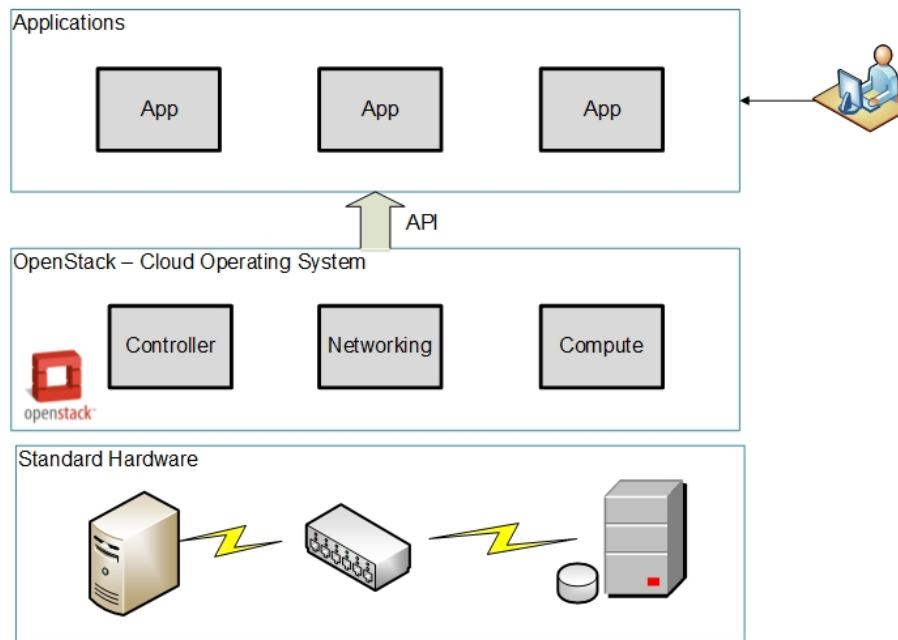 Applications
App
App
App
API
OpenStack – Cloud Operating System
Controller
Networking
Compute
openstack
Standard Hardware